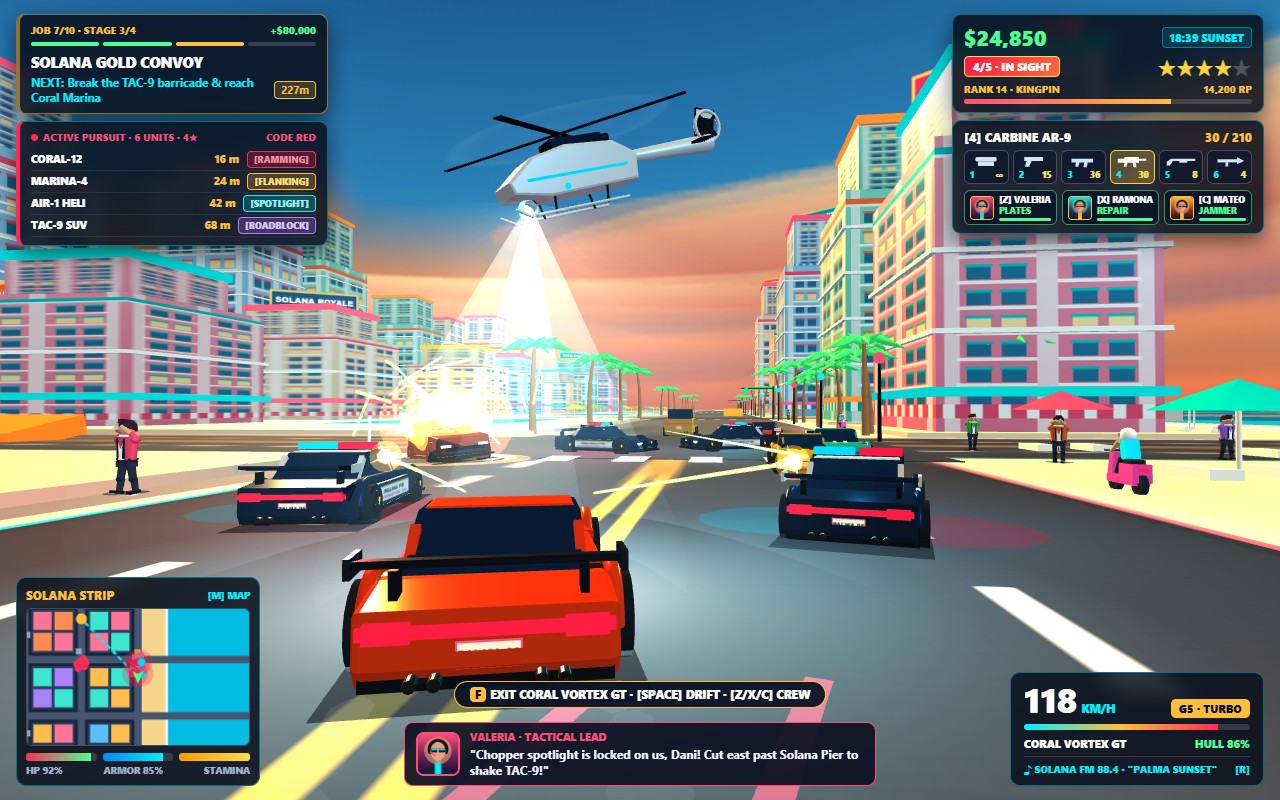 JOB 7/10 · STAGE 3/4 +$80,000
SOLANA GOLD CONVOY
NEXT: Break the TAC-9 barricade & reach
Coral Marina
227m
ACTIVE PURSUIT · 6 UNITS · 4★ CODE RED
CORAL-12 16 m [RAMMING]
MARINA-4 24 m [FLANKING]
AIR-1 HELI 42 m [SPOTLIGHT]
TAC-9 SUV 68 m [ROADBLOCK]
$24,850 18:39 SUNSET
4/5 · IN SIGHT ★★★★★
RANK 14 · KINGPIN 14,200 RP
[4] CARBINE AR-9 30 / 210
1 ∞ 2 15 3 36 4 30 5 8 6 4
[Z] VALERIA
PLATES
[X] RAMONA
REPAIR
[C] MATEO
JAMMER
SOLANA ROYALE
SOLANA STRIP [M] MAP
HP 92% ARMOR 85% STAMINA
F EXIT CORAL VORTEX GT · [SPACE] DRIFT · [Z/X/C] CREW
VALERIA · TACTICAL LEAD
"Chopper spotlight is locked on us, Dani! Cut east past Solana Pier to
shake TAC-9!"
118 KM/H G5 · TURBO
CORAL VORTEX GT HULL 86%
♪ SOLANA FM 88.4 · "PALMA SUNSET" [R]